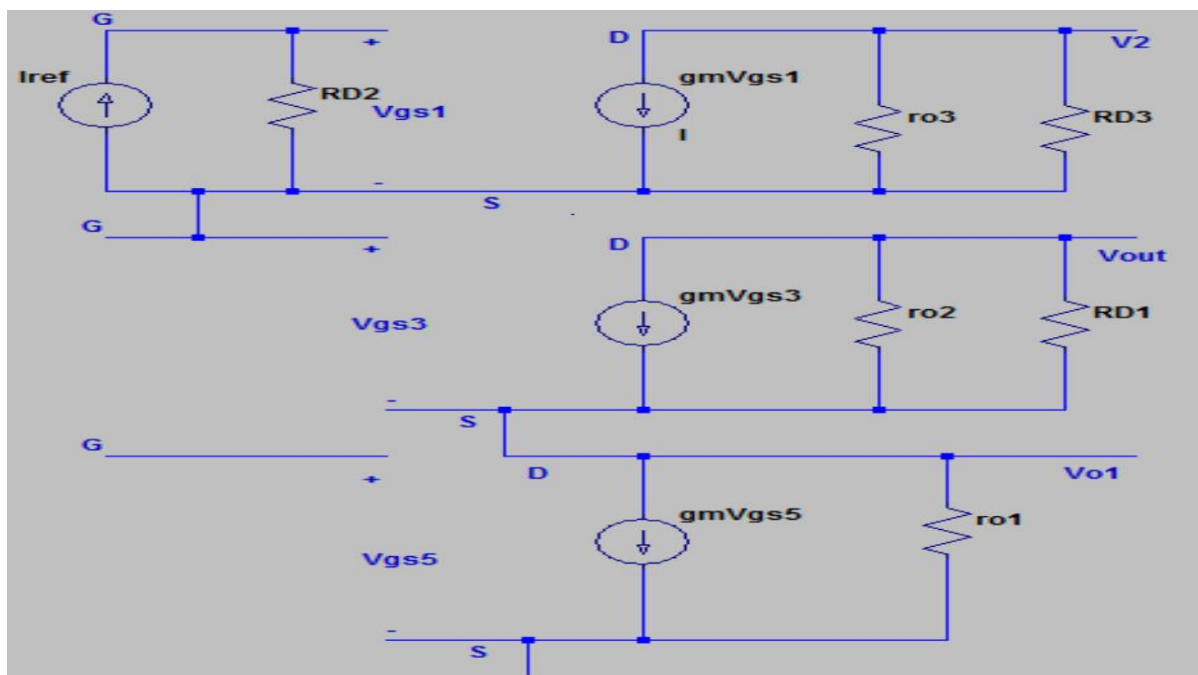 G
+
D
V2
Iref
RD2
Vgs1
gmVgs1
I
ro3
RD3
-
S
G
+
D
Vout
Vgs3
gmVgs3
ro2
RD1
-
S
G
+
D
Vo1
Vgs5
gmVgs5
ro1
-
S